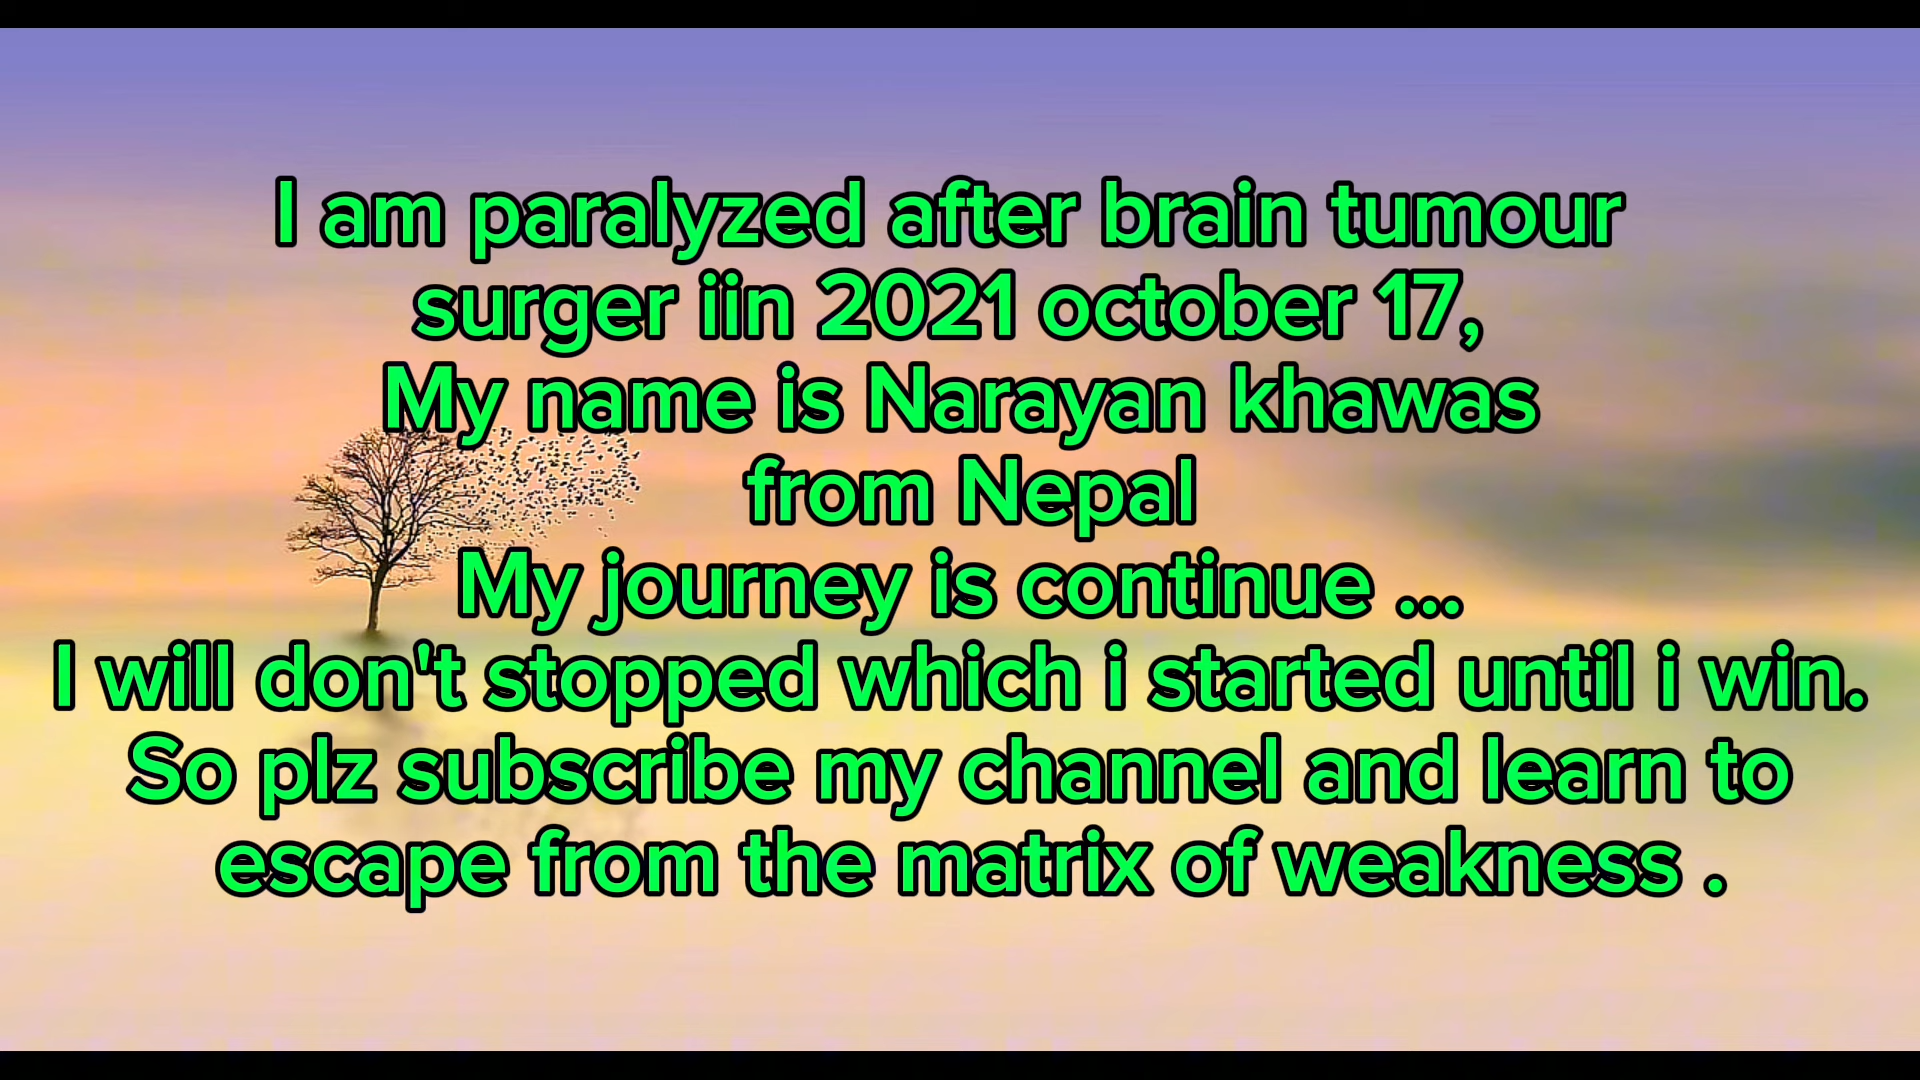 I am paralyzed after brain tumour
surger iin 2021 october 17,
My name is Narayan khawas
from Nepal
My journey is continue ...
I will don't stopped which i started until i win.
So plz subscribe my channel and learn to
escape from the matrix of weakness .